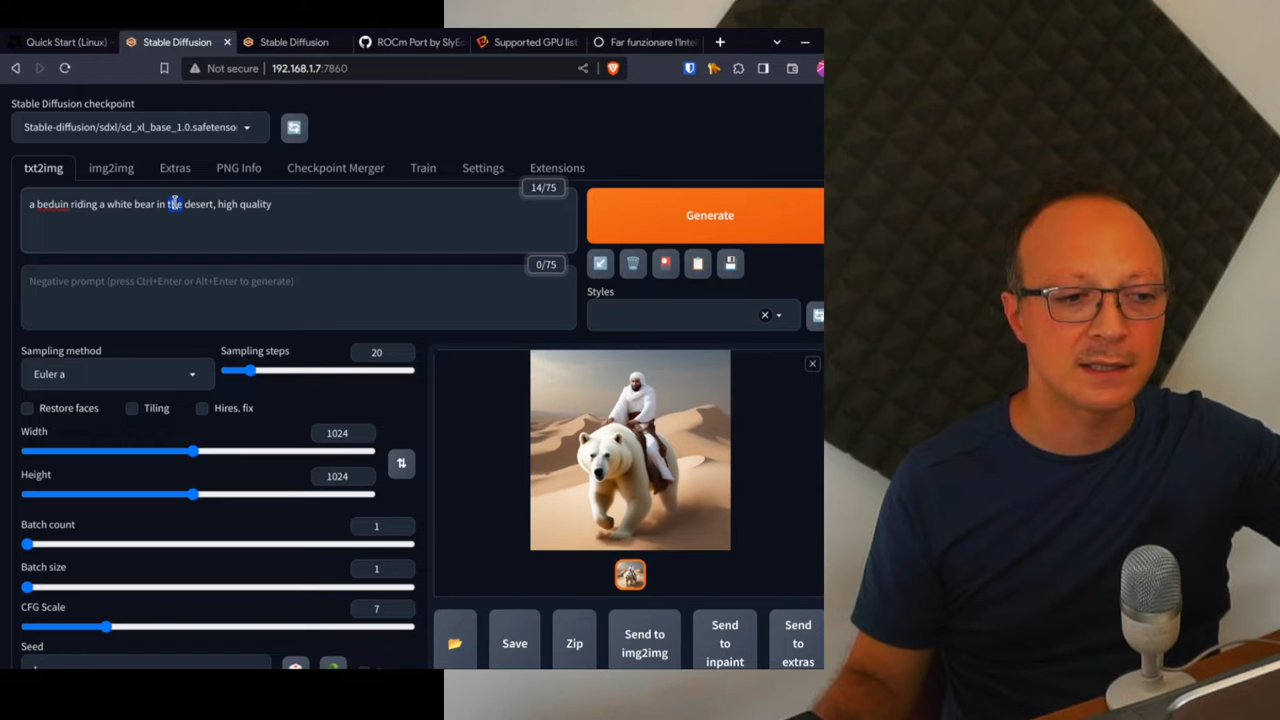 Quick Start (Linux)
Stable Diffusion
Stable Diffusion
ROCm Port by SlyEc
Supported GPU list
Far funzionare l'Intel
Not secure
192.168.1.7:7860
Stable Diffusion checkpoint
Stable-diffusion/sdxl/sd_xl_base_1.0.safetenso
txt2img
img2img
Extras
PNG Info
Checkpoint Merger
Train
Settings
Extensions
14/75
a beduin riding a white bear in the desert, high quality
Generate
0/75
Negative prompt (press Ctrl+Enter or Alt+Enter to generate)
Styles
Sampling method
Sampling steps
20
Euler a
Restore faces
Tiling
Hires. fix
Width
1024
Height
1024
Batch count
1
Batch size
1
CFG Scale
7
Save
Zip
Send to
img2img
Send
to
inpaint
Send
to
extras
Seed